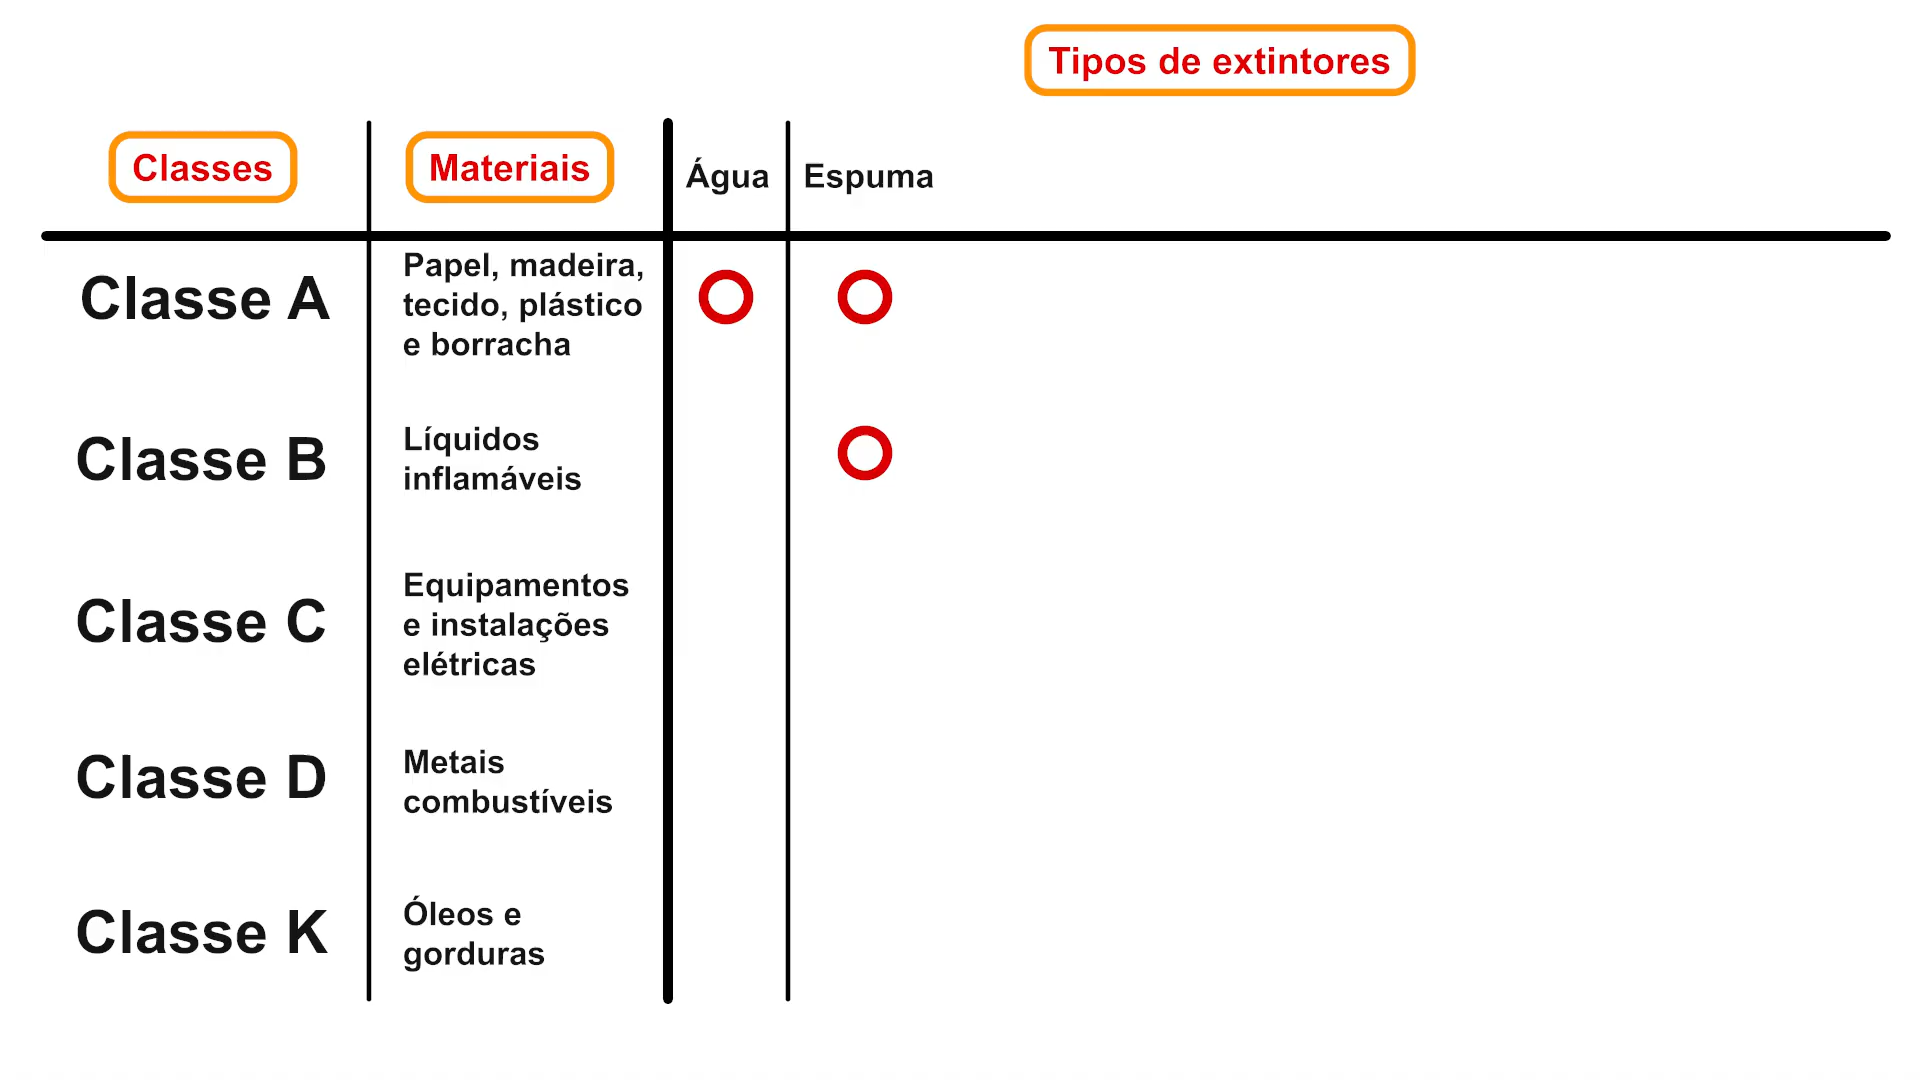 Tipos de extintores
Classes
Materiais
Água
Espuma
Classe A
Papel, madeira,
tecido, plástico
e borracha
Classe B
Líquidos
inflamáveis
Classe C
Equipamentos
e instalações
elétricas
Classe D
Metais
combustíveis
Classe K
Óleos e
gorduras